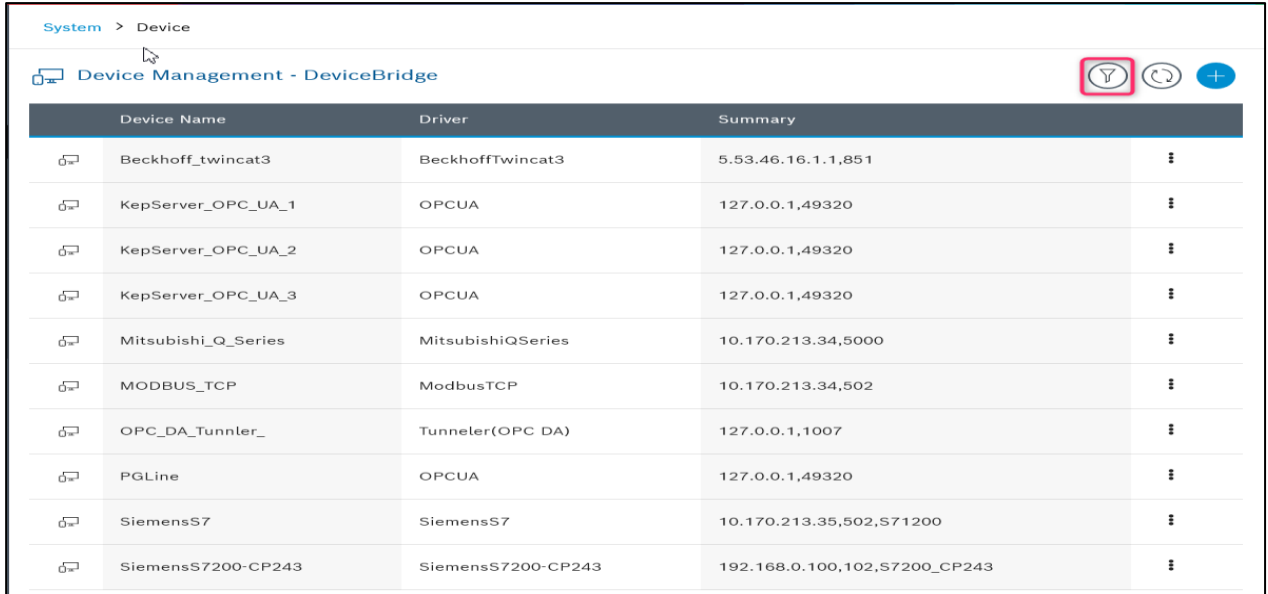 System > Device
Device Management - DeviceBridge
Device Name Driver Summary
Beckhoff_twincat3 BeckhoffTwincat3 5.53.46.16.1.1,851
KepServer_OPC_UA_1 OPCUA 127.0.0.1,49320
KepServer_OPC_UA_2 OPCUA 127.0.0.1,49320
KepServer_OPC_UA_3 OPCUA 127.0.0.1,49320
Mitsubishi_Q_Series MitsubishiQSeries 10.170.213.34,5000
MODBUS_TCP ModbusTCP 10.170.213.34,502
OPC_DA_Tunnler_ Tunneler(OPC DA) 127.0.0.1,1007
PGLine OPCUA 127.0.0.1,49320
SiemensS7 SiemensS7 10.170.213.35,502,S71200
SiemensS7200-CP243 SiemensS7200-CP243 192.168.0.100,102,S7200_CP243